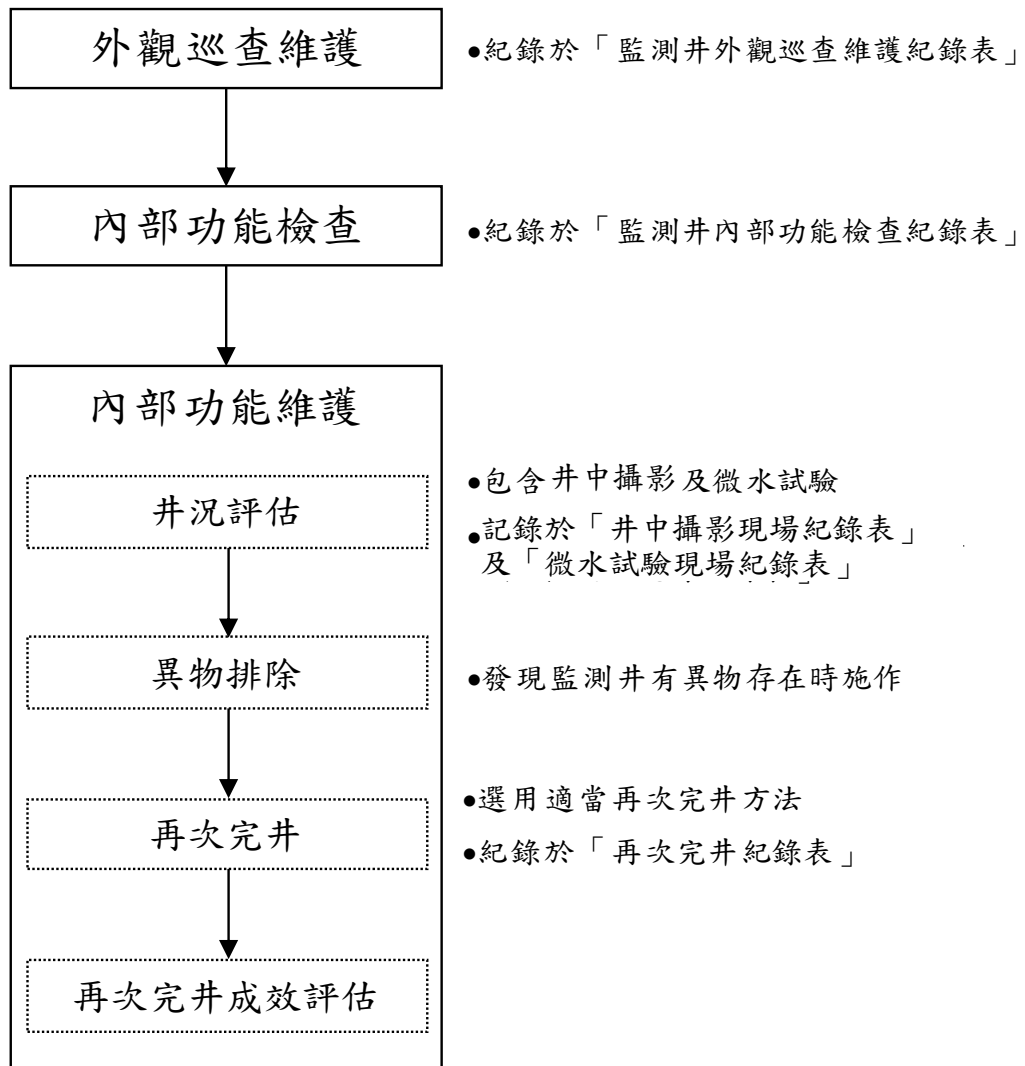 外觀巡查維護
●紀錄於「監測井外觀巡查維護紀錄表」
內部功能檢查
●紀錄於「監測井內部功能檢查紀錄表」
內部功能維護
井況評估
●包含井中攝影及微水試驗
●記錄於「井中攝影現場紀錄表」
及「微水試驗現場紀錄表」
異物排除
●發現監測井有異物存在時施作
再次完井
●選用適當再次完井方法
●紀錄於「再次完井紀錄表」
再次完井成效評估